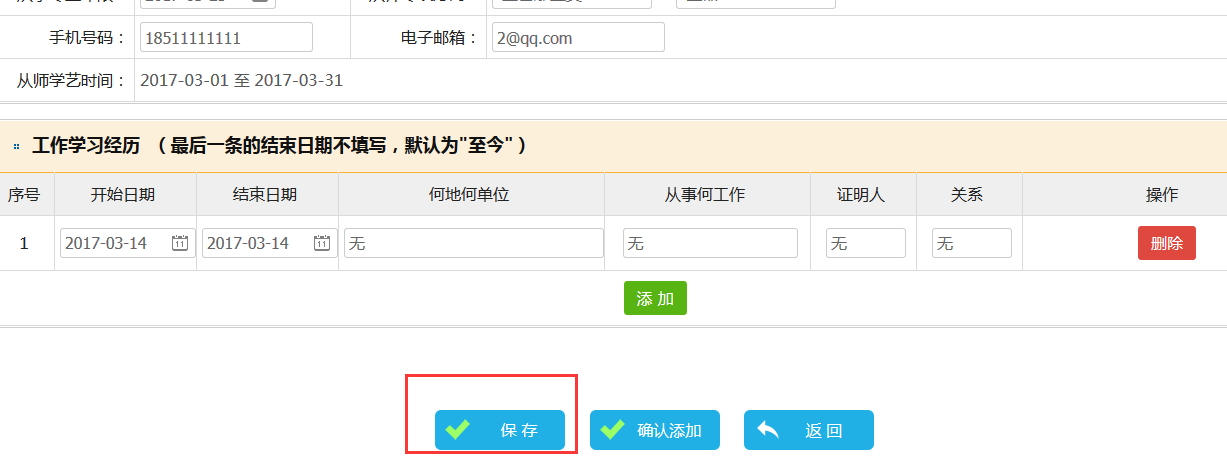 手机号码： 18511111111 电子邮箱： 2@qq.com
从师学艺时间： 2017-03-01 至 2017-03-31
工作学习经历 （最后一条的结束日期不填写，默认为"至今"）
序号 开始日期 结束日期 何地何单位 从事何工作 证明人 关系 操作
1 2017-03-14 2017-03-14 无 无 无 无 删除
添 加
保 存 确认添加 返 回